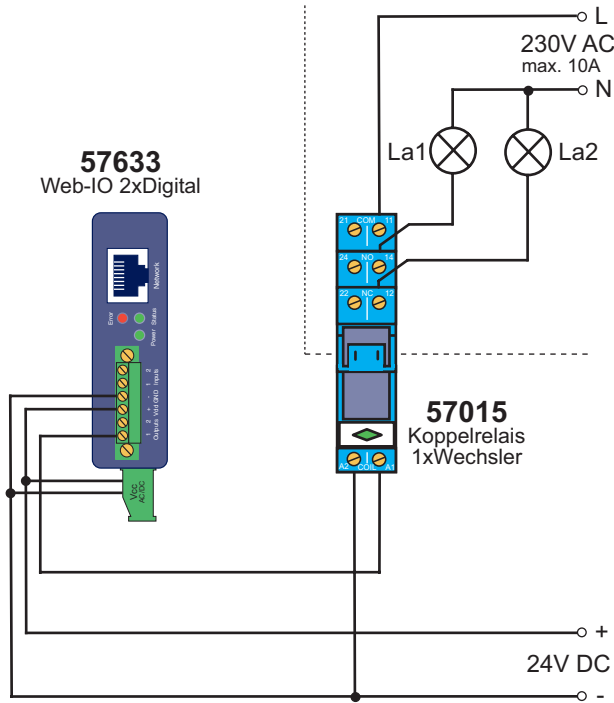 L
230V AC
max. 10A
N
La1
La2
57633
Web-IO 2xDigital
Network
Error
Power Status
Outputs Vdd GND Inputs
1 2 + - 1 2
Vcc
AC/DC
21 COM 11
24 NO 14
22 NC 12
57015
Koppelrelais
1xWechsler
A2 COIL A1
+
24V DC
-